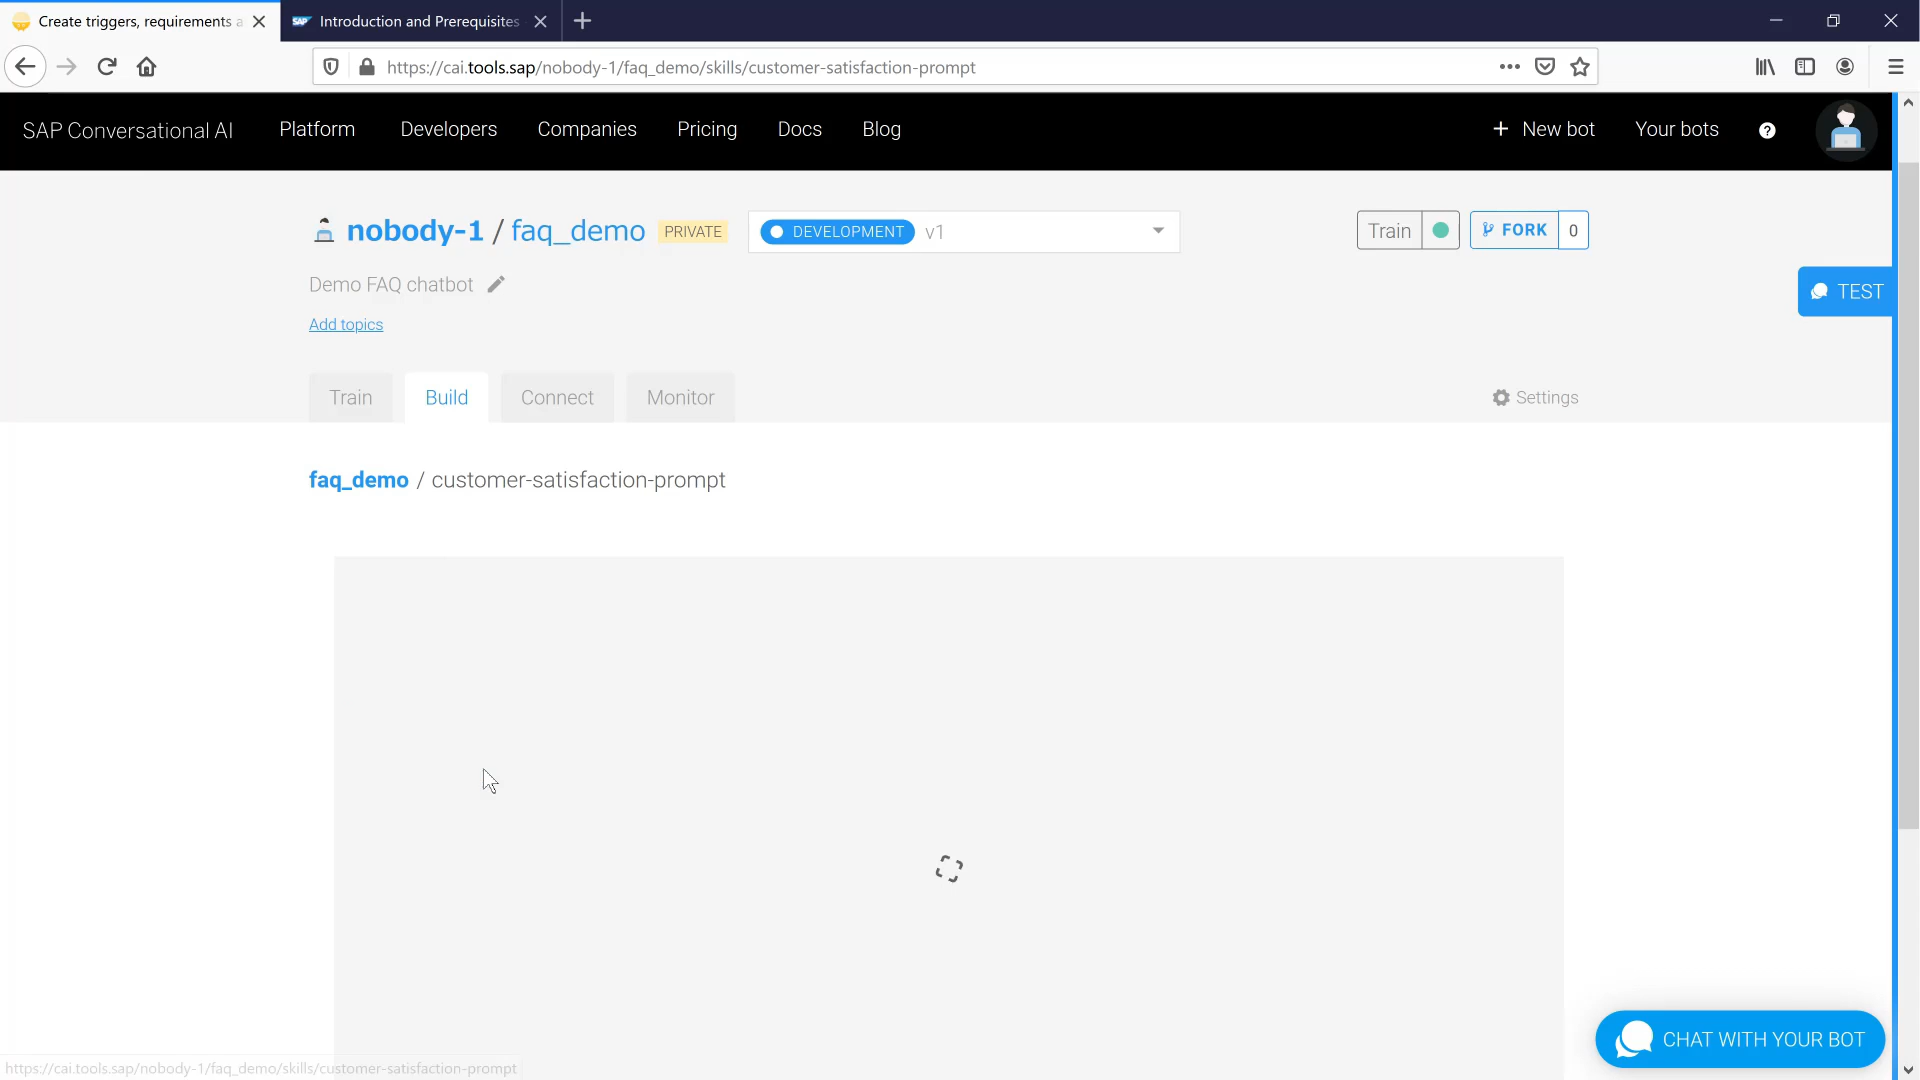 Create triggers, requirements a
SAP Introduction and Prerequisites
https://cai.tools.sap/nobody-1/faq_demo/skills/customer-satisfaction-prompt
SAP Conversational AI Platform Developers Companies Pricing Docs Blog + New bot Your bots ?
nobody-1 / faq_demo PRIVATE DEVELOPMENT v1 Train FORK 0
Demo FAQ chatbot
TEST
Add topics
Train Build Connect Monitor Settings
faq_demo / customer-satisfaction-prompt
CHAT WITH YOUR BOT
https://cai.tools.sap/nobody-1/faq_demo/skills/customer-satisfaction-prompt